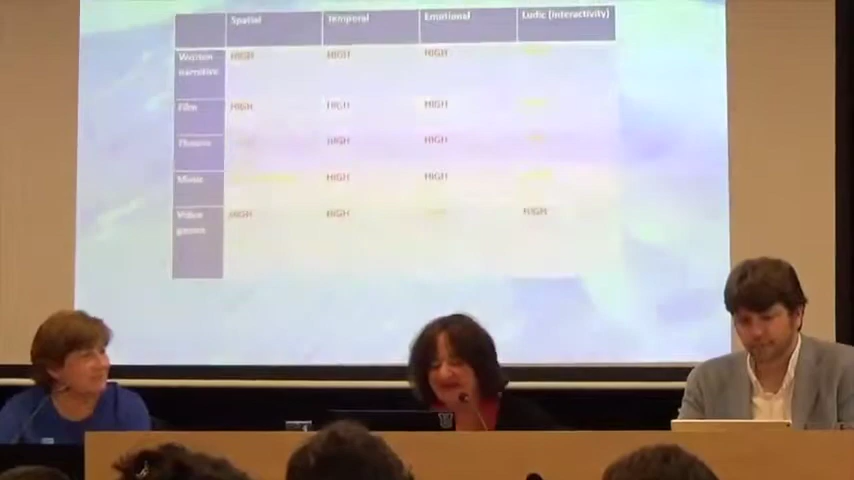 Spatial Temporal Emotional Ludic (Interactivity)
Written HIGH HIGH HIGH
narrative
Film HIGH HIGH HIGH
HIGH HIGH
Music HIGH HIGH
Video HIGH HIGH HIGH
games